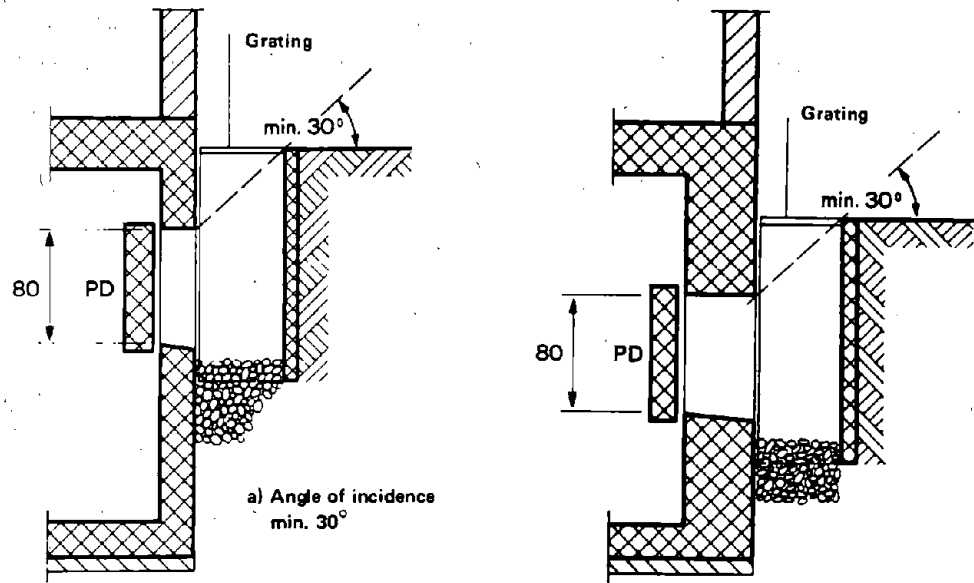 Grating
min. 30°
80
PD
a) Angle of incidence
min. 30°
Grating
min. 30°
80
PD